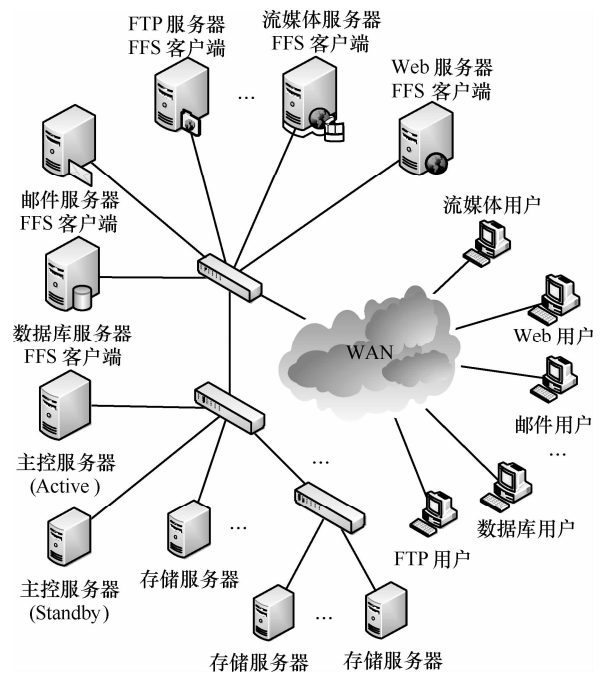 FTP 服务器
FFS 客户端
流媒体服务器
FFS 客户端
...
Web 服务器
FFS 客户端
邮件服务器
FFS 客户端
流媒体用户
数据库服务器
FFS 客户端
WAN
Web 用户
邮件用户
...
主控服务器
(Active)
...
数据库用户
FTP 用户
...
存储服务器
主控服务器
(Standby)
...
存储服务器
存储服务器